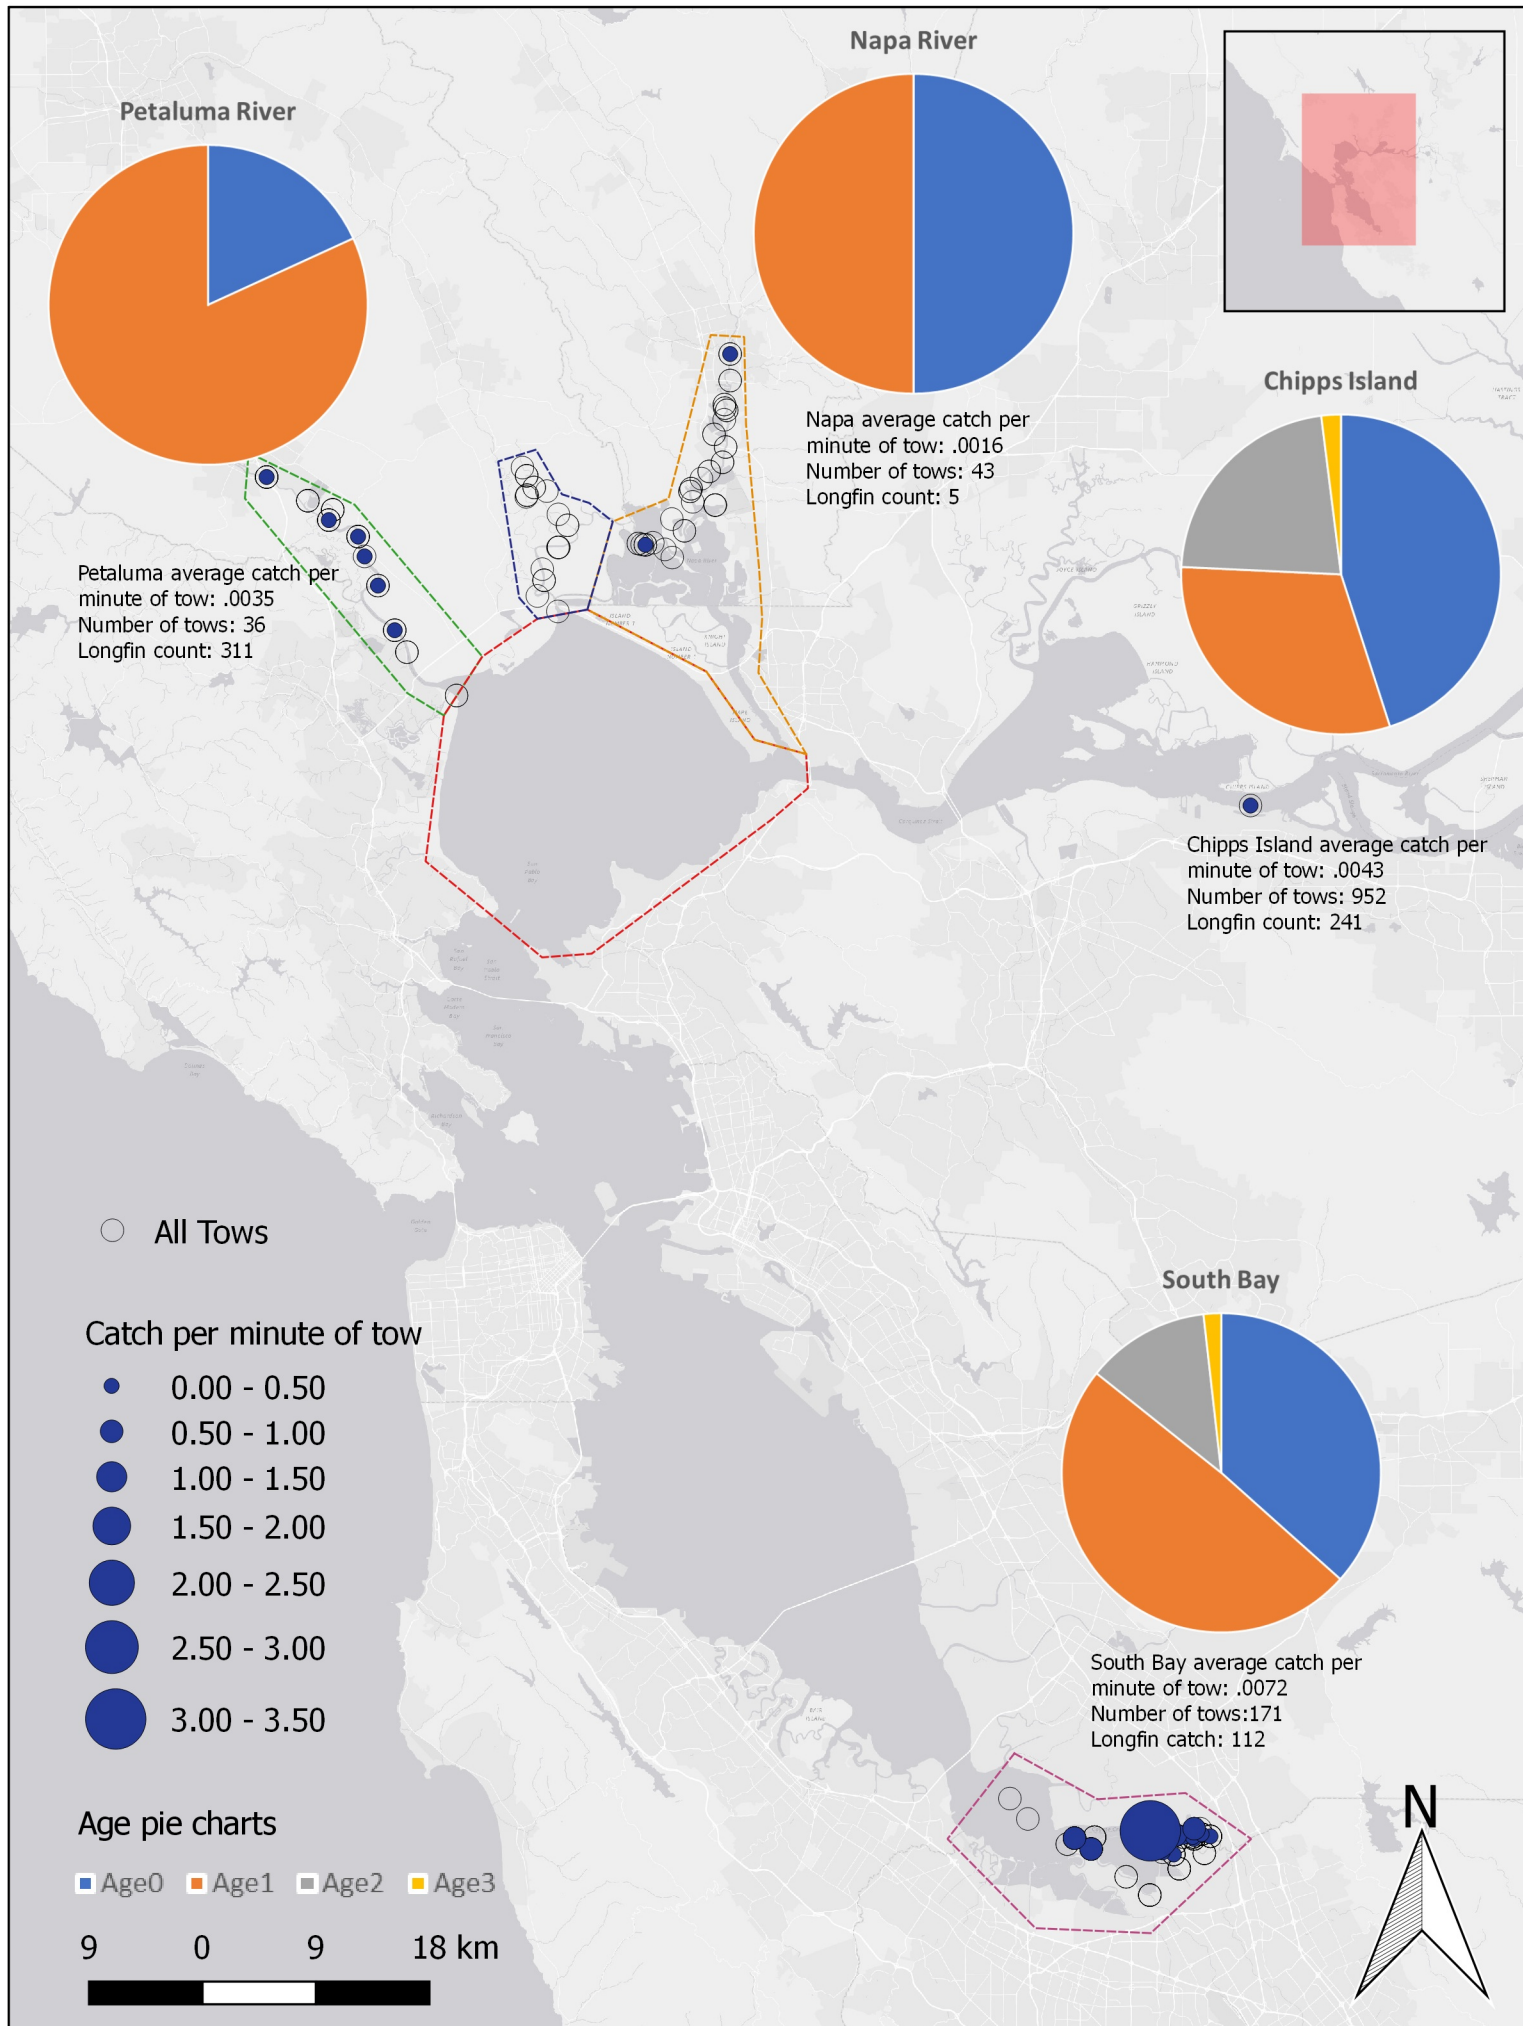 Napa River
Petaluma River
Chipps Island
Napa average catch per
minute of tow: .0016
Number of tows: 43
Longfin count: 5
Petaluma average catch per
minute of tow: .0035
Number of tows: 36
Longfin count: 311
Chipps Island average catch per
minute of tow: .0043
Number of tows: 952
Longfin count: 241
South Bay
South Bay average catch per
minute of tow: .0072
Number of tows:171
Longfin catch: 112
All Tows
Catch per minute of tow
0.00 - 0.50
0.50 - 1.00
1.00 - 1.50
1.50 - 2.00
2.00 - 2.50
2.50 - 3.00
3.00 - 3.50
Age pie charts
Age0 Age1 Age2 Age3
9 0 9 18 km
N